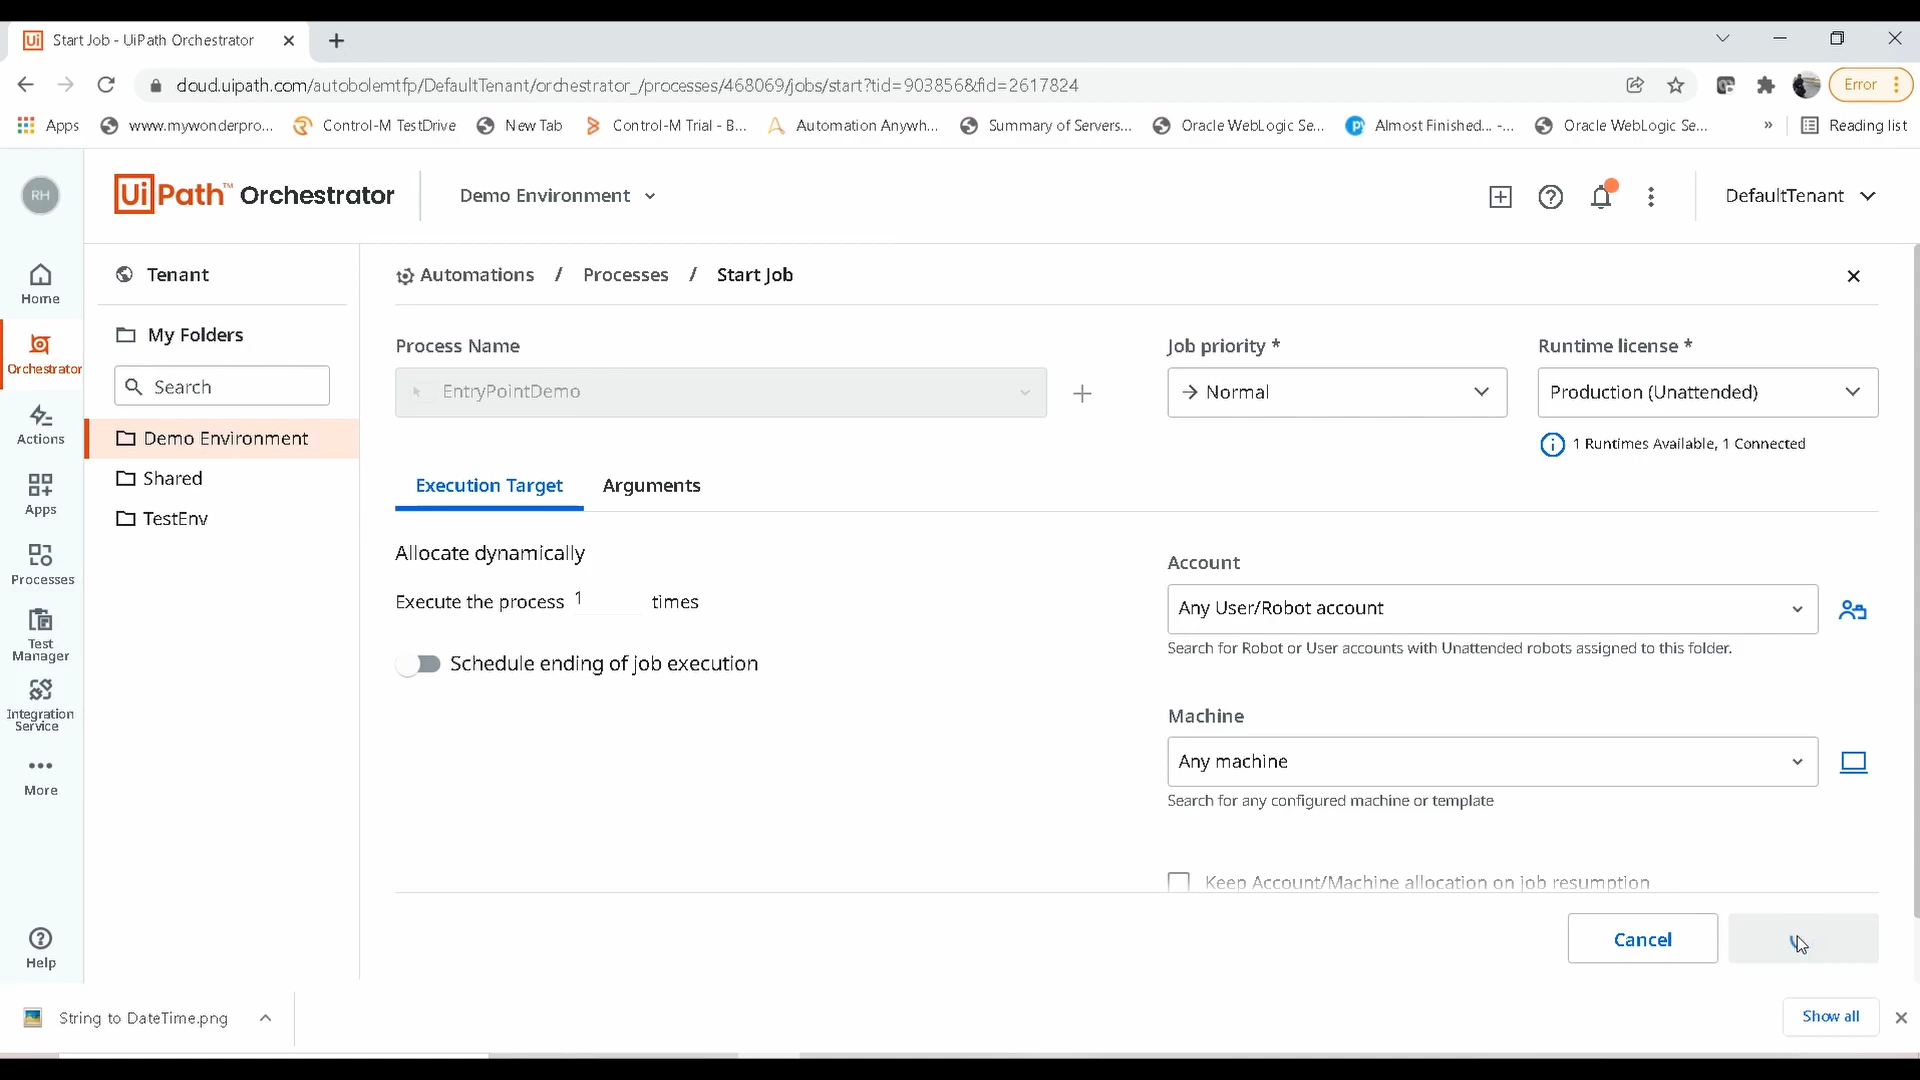 Start Job - UiPath Orchestrator
cloud.uipath.com/autobolemtfp/DefaultTenant/orchestrator_/processes/468069/jobs/start?tid=903856&fid=2617824
Error
Apps
www.mywonderpro...
Control-M TestDrive
New Tab
Control-M Trial - B...
Automation Anywh...
Summary of Servers...
Oracle WebLogic Se...
Almost Finished... -...
Oracle WebLogic Se...
»
Reading list
RH
UiPath™ Orchestrator
Demo Environment
DefaultTenant
Home
Orchestrator
Actions
Apps
Processes
Test
Manager
Integration
Service
More
Help
Tenant
My Folders
Search
Demo Environment
Shared
TestEnv
Automations / Processes / Start Job
Process Name
EntryPointDemo
Job priority *
Normal
Runtime license *
Production (Unattended)
1 Runtimes Available, 1 Connected
Execution Target
Arguments
Allocate dynamically
Execute the process 1 times
Schedule ending of job execution
Account
Any User/Robot account
Search for Robot or User accounts with Unattended robots assigned to this folder.
Machine
Any machine
Search for any configured machine or template
Keep Account/Machine allocation on job resumption
Cancel
String to DateTime.png
Show all